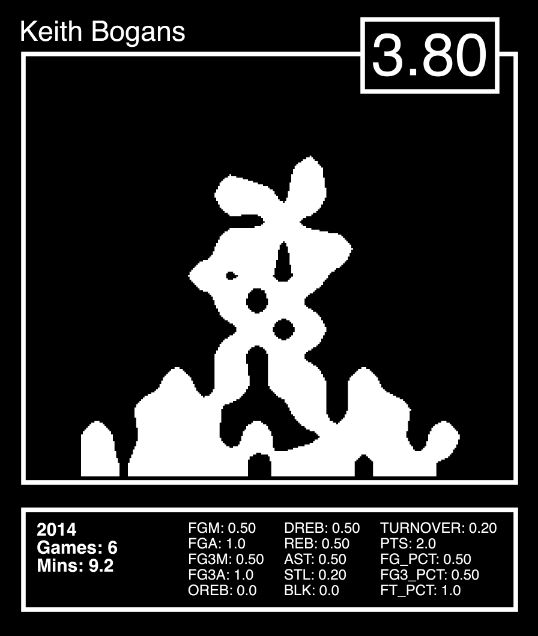 Keith Bogans
3.80
2014
Games: 6
Mins: 9.2
FGM: 0.50
FGA: 1.0
FG3M: 0.50
FG3A: 1.0
OREB: 0.0
DREB: 0.50
REB: 0.50
AST: 0.50
STL: 0.20
BLK: 0.0
TURNOVER: 0.20
PTS: 2.0
FG_PCT: 0.50
FG3_PCT: 0.50
FT_PCT: 1.0